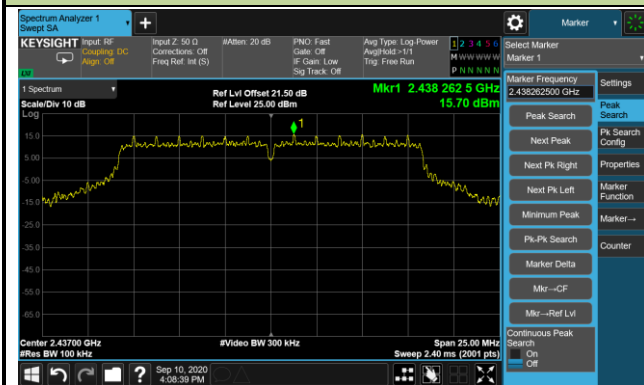 Spectrum Analyzer 1
Swept SA
+
Marker
KEYSIGHT
Input: RF
Coupling: DC
Align: Off
Input Z: 50 Ω
Corrections: Off
Freq Ref: Int (S)
#Atten: 20 dB
PNO: Fast
Gate: Off
IF Gain: Low
Sig Track: Off
Avg Type: Log-Power
Avg|Hold:>1/1
Trig: Free Run
1 2 3 4 5 6
M W W W W W
P N N N N N
LXI
Select Marker
Marker 1
1 Spectrum
Scale/Div 10 dB
Log
Ref Lvl Offset 21.50 dB
Ref Level 25.00 dBm
Mkr1 2.438 262 5 GHz
15.70 dBm
15.0
5.00
-5.00
-15.0
-25.0
-35.0
-45.0
-55.0
-65.0
1
Center 2.43700 GHz
#Res BW 100 kHz
#Video BW 300 kHz
Span 25.00 MHz
Sweep 2.40 ms (2001 pts)
Marker Frequency
2.438262500 GHz
Peak Search
Next Peak
Next Pk Right
Next Pk Left
Minimum Peak
Pk-Pk Search
Marker Delta
Mkr→CF
Mkr→Ref Lvl
Continuous Peak
Search
On
Off
Settings
Peak
Search
Pk Search
Config
Properties
Marker
Function
Marker→
Counter
?
Sep 10, 2020
4:08:39 PM